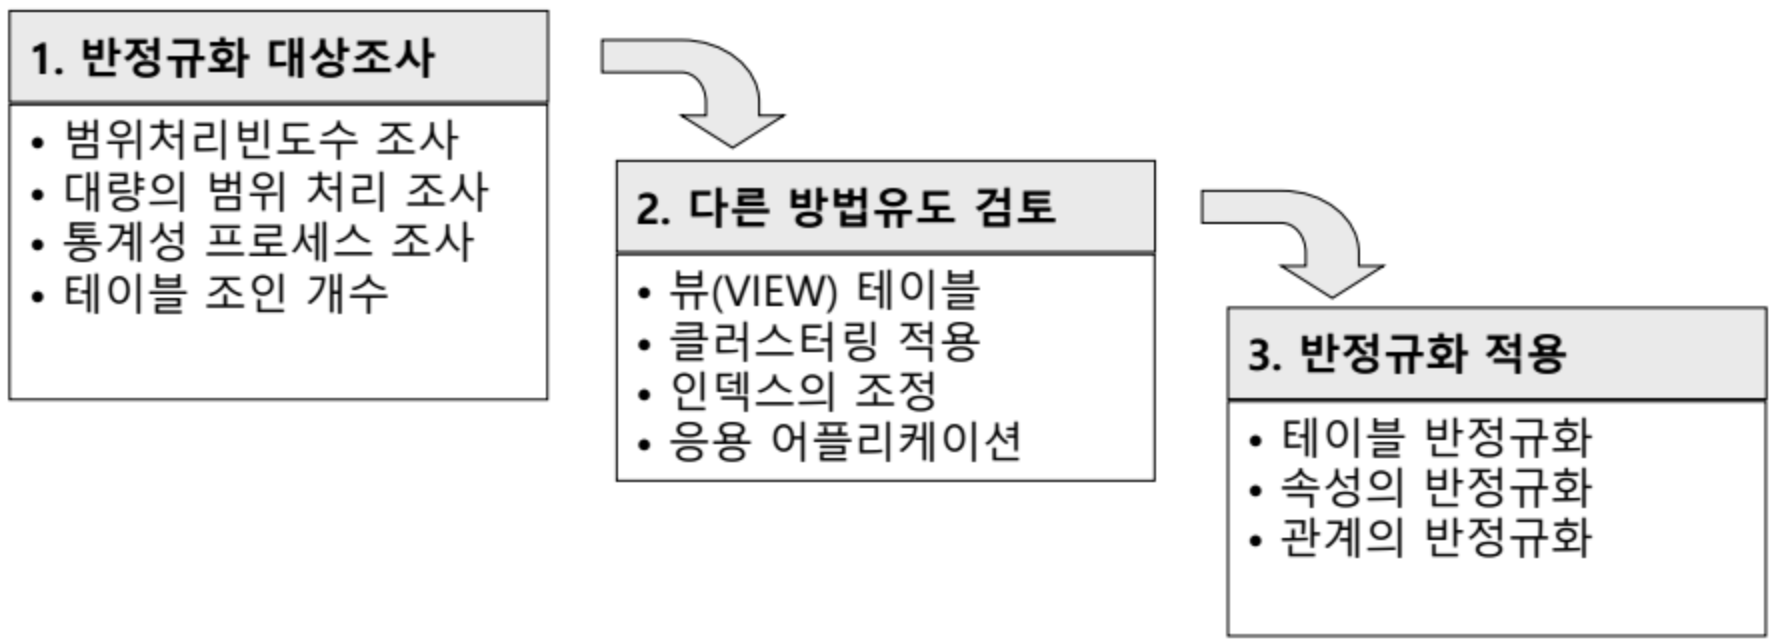 1. 반정규화 대상조사
• 범위처리빈도수 조사
• 대량의 범위 처리 조사
• 통계성 프로세스 조사
• 테이블 조인 개수
2. 다른 방법유도 검토
• 뷰(VIEW) 테이블
• 클러스터링 적용
• 인덱스의 조정
• 응용 어플리케이션
3. 반정규화 적용
• 테이블 반정규화
• 속성의 반정규화
• 관계의 반정규화